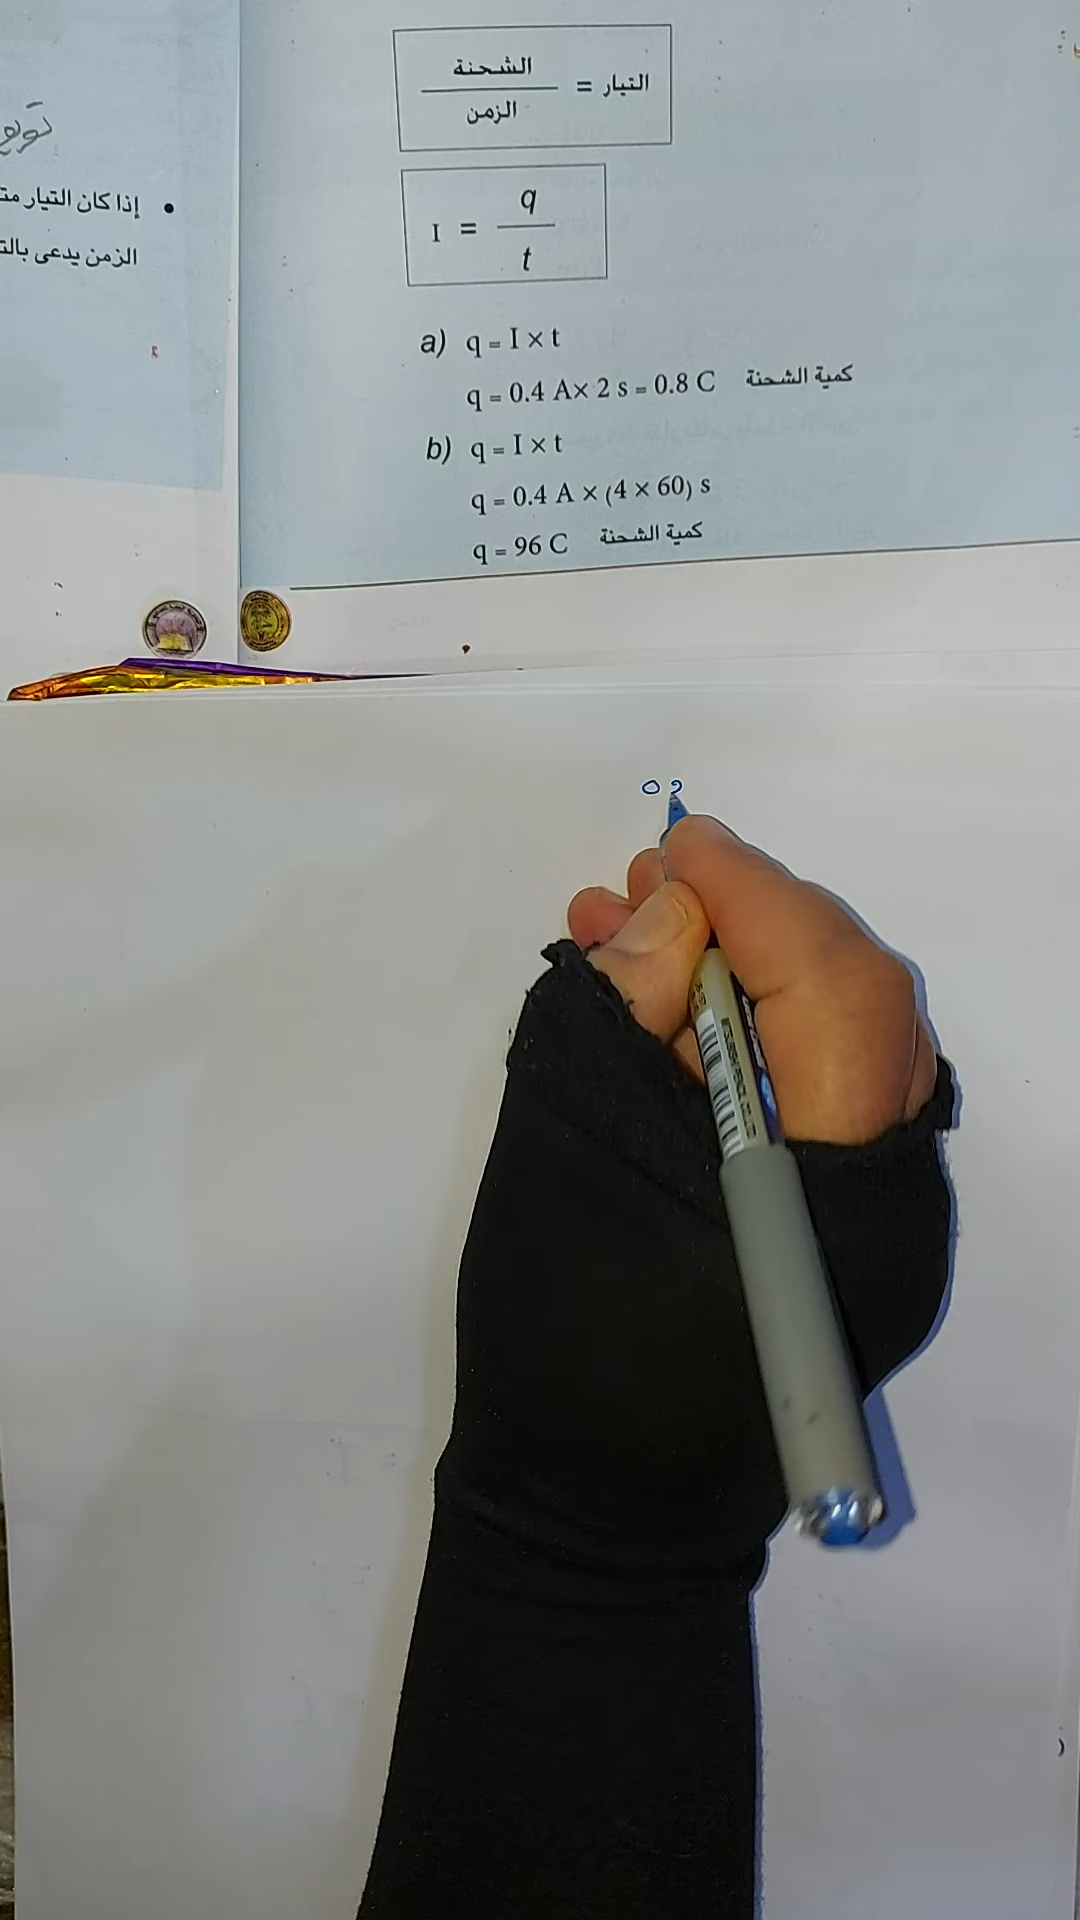 التيار = الشحنة / الزمن
I = q / t
a) q = I × t
q = 0.4 A× 2 s = 0.8 C كمية الشحنة
b) q = I × t
q = 0.4 A × (4 × 60) s
q = 96 C كمية الشحنة
• إذا كان التيار
الزمن يدعى